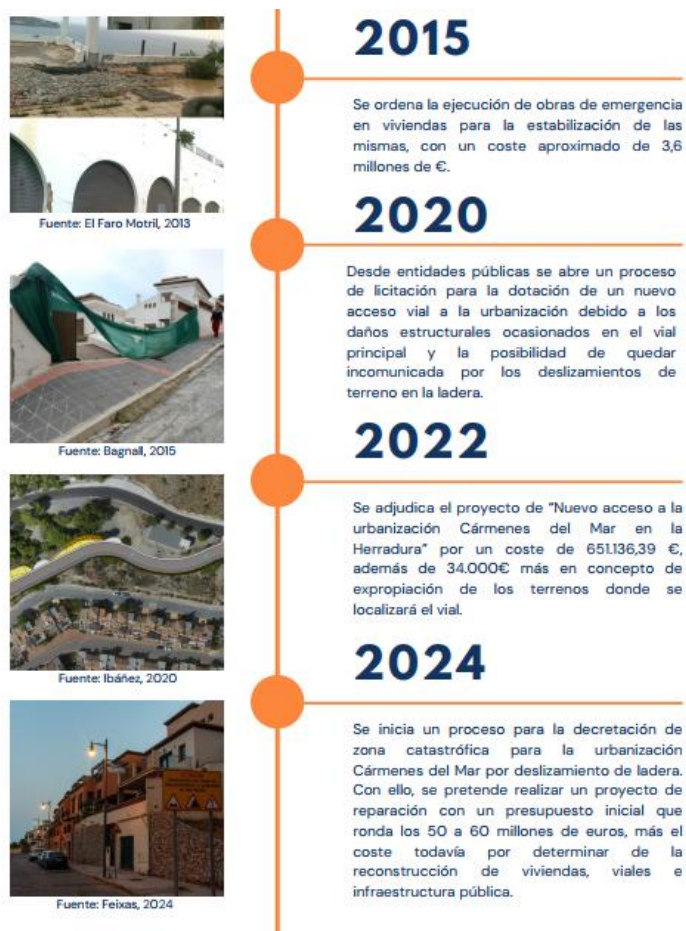 2015
Se ordena la ejecución de obras de emergencia
en viviendas para la estabilización de las
mismas, con un coste aproximado de 3,6
millones de €.
Fuente: El Faro Motril, 2013
2020
Desde entidades públicas se abre un proceso
de licitación para la dotación de un nuevo
acceso vial a la urbanización debido a los
daños estructurales ocasionados en el vial
principal y la posibilidad de quedar
incomunicada por los deslizamientos de
terreno en la ladera.
Fuente: Bagnall, 2015
2022
Se adjudica el proyecto de “Nuevo acceso a la
urbanización Cármenes del Mar en la
Herradura” por un coste de 651.136,39 €,
además de 34.000€ más en concepto de
expropiación de los terrenos donde se
localizará el vial.
Fuente: Ibáñez, 2020
2024
Se inicia un proceso para la decretación de
zona catastrófica para la urbanización
Cármenes del Mar por deslizamiento de ladera.
Con ello, se pretende realizar un proyecto de
reparación con un presupuesto inicial que
ronda los 50 a 60 millones de euros, más el
coste todavía por determinar de la
reconstrucción de viviendas, viales e
infraestructura pública.
Fuente: Feixas, 2024